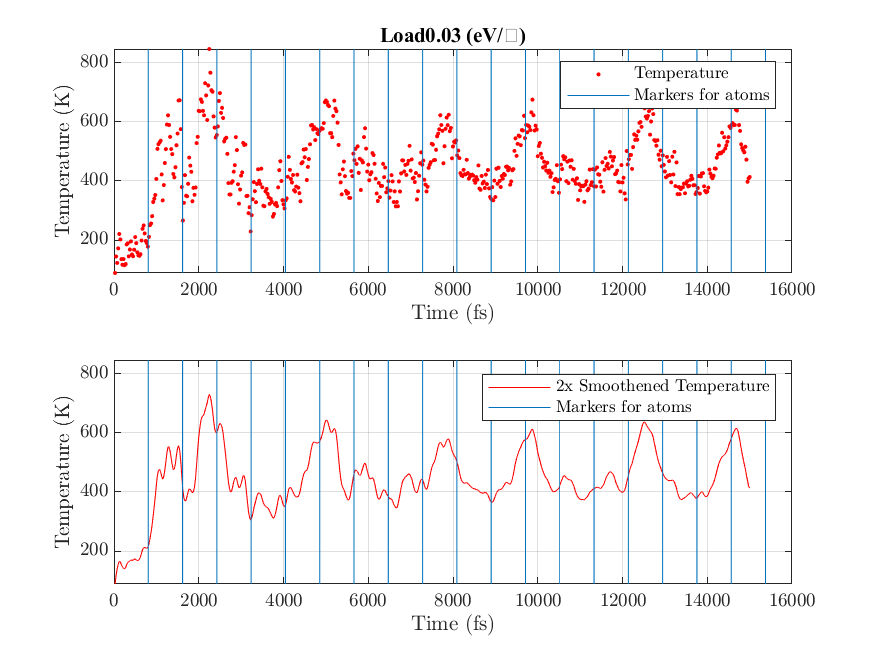 Load0.03 (eV/□)
800
600
400
200
Temperature (K)
Temperature
Markers for atoms
0 2000 4000 6000 8000 10000 12000 14000 16000
Time (fs)
800
600
400
200
Temperature (K)
2x Smoothened Temperature
Markers for atoms
0 2000 4000 6000 8000 10000 12000 14000 16000
Time (fs)